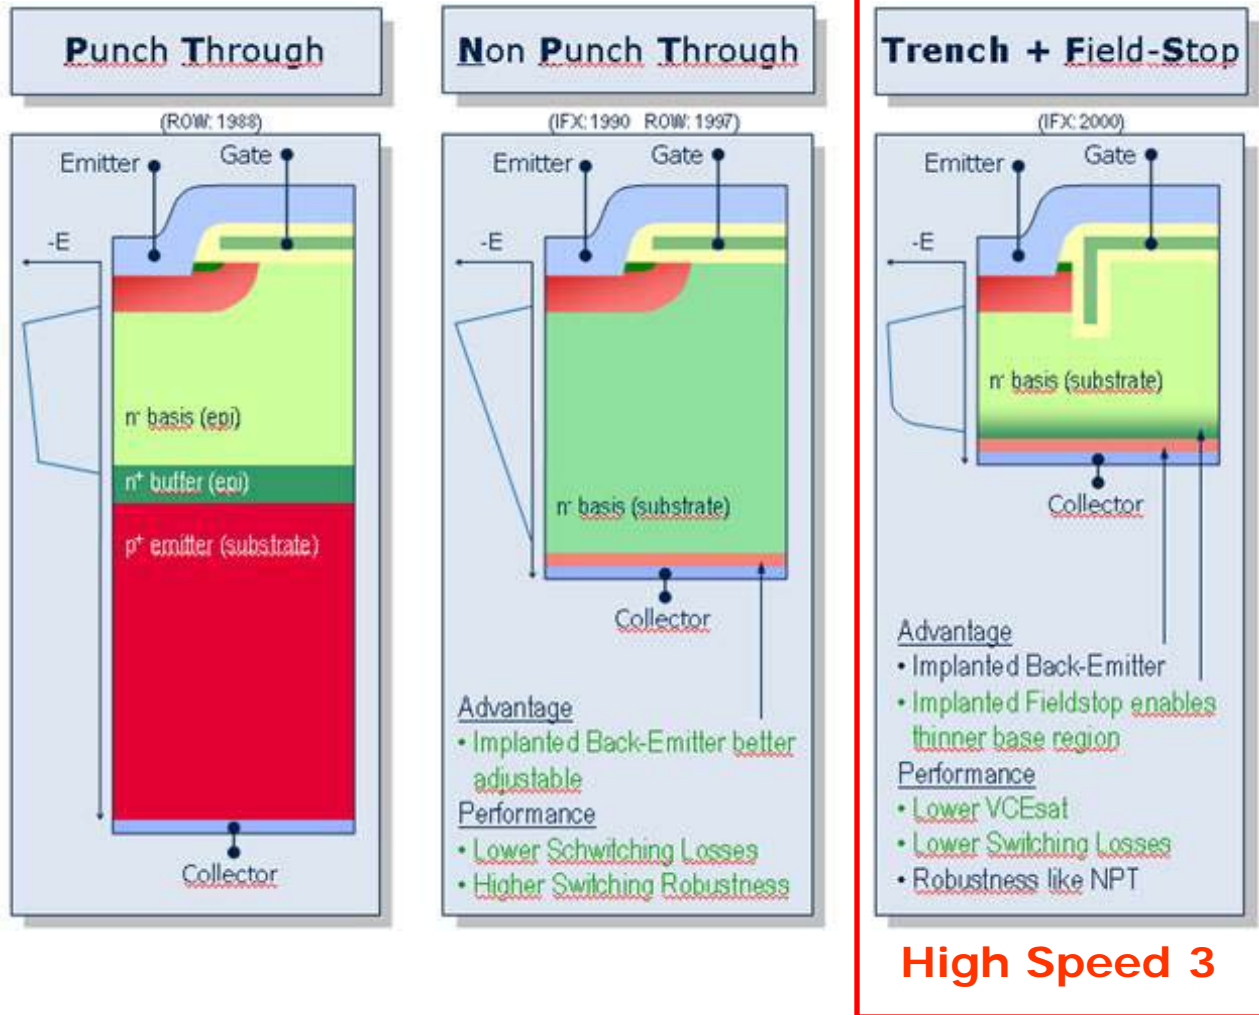 Punch Through
(ROW: 1988)
Emitter
Gate
-E
n- basis (epi)
n+ buffer (epi)
p+ emitter (substrate)
Collector
Non Punch Through
(IFX: 1990 ROW: 1997)
Emitter
Gate
-E
n- basis (substrate)
Collector
Advantage
• Implanted Back-Emitter better
adjustable
Performance
• Lower Schwitching Losses
• Higher Switching Robustness
Trench + Field-Stop
(IFX: 2000)
Emitter
Gate
-E
n- basis (substrate)
Collector
Advantage
• Implanted Back-Emitter
• Implanted Fieldstop enables
thinner base region
Performance
• Lower VCEsat
• Lower Switching Losses
• Robustness like NPT
High Speed 3